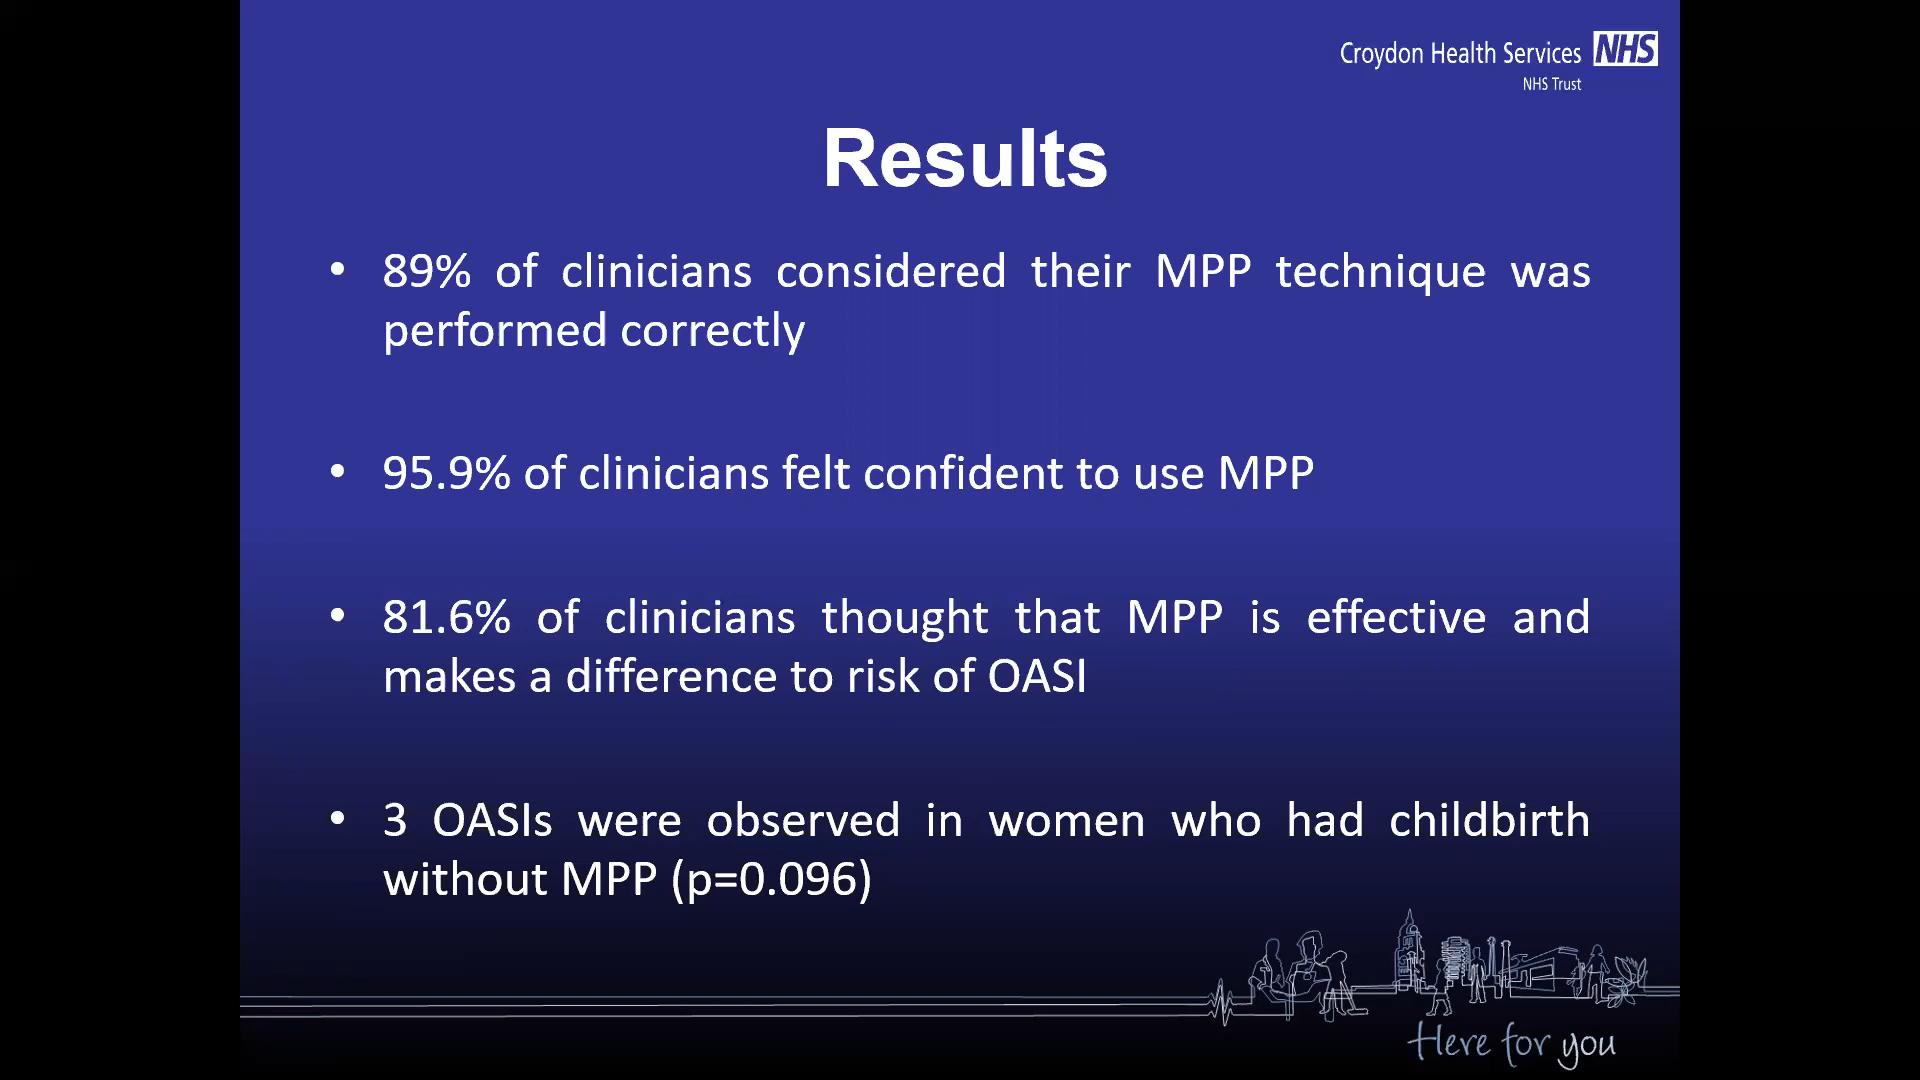 Croydon Health Services NHS
NHS Trust
Results
• 89% of clinicians considered their MPP technique was
performed correctly
• 95.9% of clinicians felt confident to use MPP
• 81.6% of clinicians thought that MPP is effective and
makes a difference to risk of OASI
• 3 OASIs were observed in women who had childbirth
without MPP (p=0.096)
Here for you